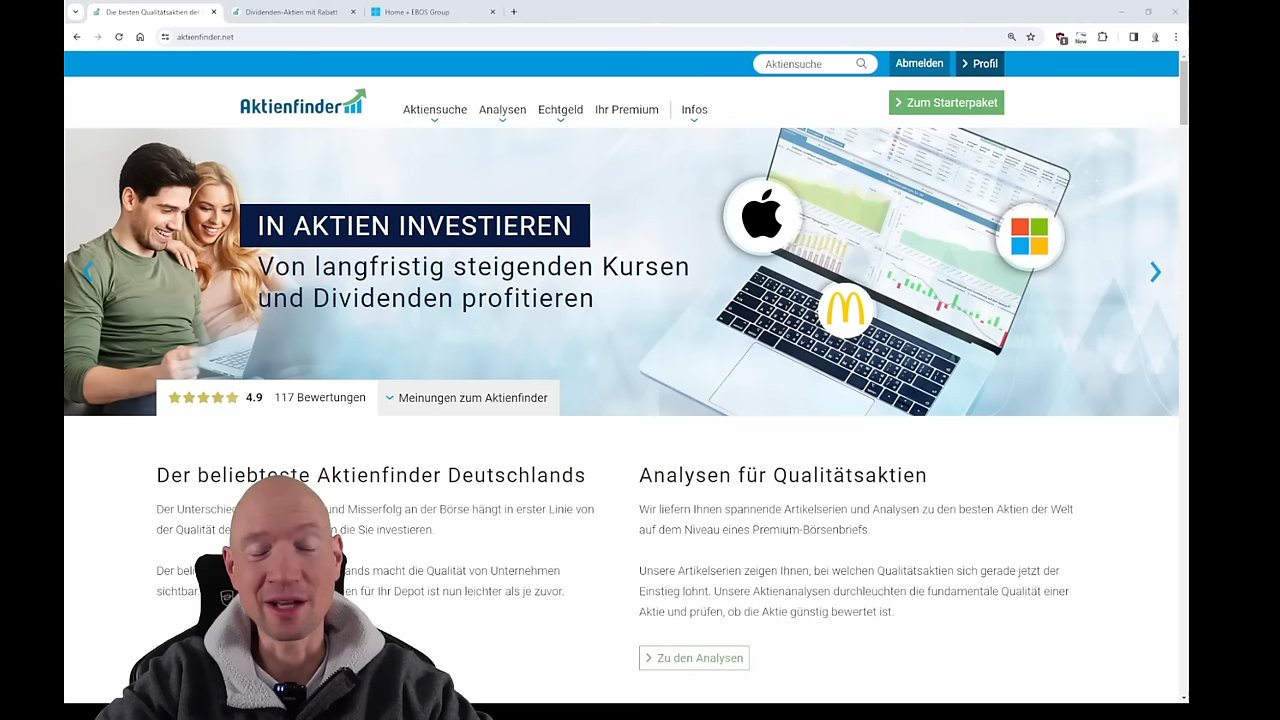 Die besten Qualitätsaktien der
Dividenden-Aktien mit Rabatt
Home » EBOS Group
aktienfinder.net
New
Aktiensuche
Abmelden
Profil
Aktienfinder
Aktiensuche
Analysen
Echtgeld
Ihr Premium
Infos
Zum Starterpaket
IN AKTIEN INVESTIEREN
Von langfristig steigenden Kursen
und Dividenden profitieren
4.9 117 Bewertungen
Meinungen zum Aktienfinder
Der beliebteste Aktienfinder Deutschlands
Der Unterschied und Misserfolg an der Börse hängt in erster Linie von
der Qualität die Sie investieren.
Der macht die Qualität von Unternehmen
sichtbar für Ihr Depot ist nun leichter als je zuvor.
Analysen für Qualitätsaktien
Wir liefern Ihnen spannende Artikelserien und Analysen zu den besten Aktien der Welt
auf dem Niveau eines Premium-Börsenbriefs.
Unsere Artikelserien zeigen Ihnen, bei welchen Qualitätsaktien sich gerade jetzt der
Einstieg lohnt. Unsere Aktienanalysen durchleuchten die fundamentale Qualität einer
Aktie und prüfen, ob die Aktie günstig bewertet ist.
Zu den Analysen